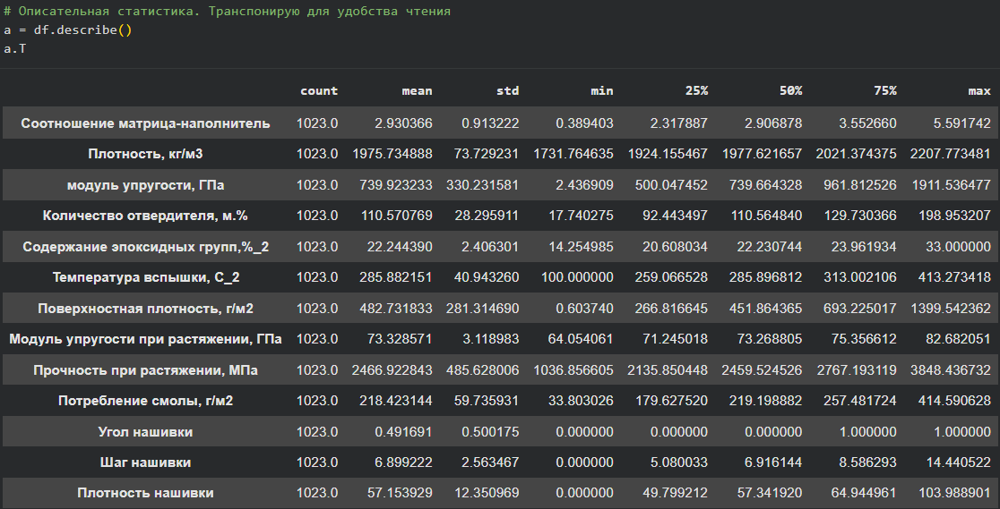 # Описательная статистика. Транспонирую для удобства чтения
a = df.describe()
a.T
count mean std min 25% 50% 75% max
Соотношение матрица-наполнитель 1023.0 2.930366 0.913222 0.389403 2.317887 2.906878 3.552660 5.591742
Плотность, кг/м3 1023.0 1975.734888 73.729231 1731.764635 1924.155467 1977.621657 2021.374375 2207.773481
модуль упругости, ГПа 1023.0 739.923233 330.231581 2.436909 500.047452 739.664328 961.812526 1911.536477
Количество отвердителя, м.% 1023.0 110.570769 28.295911 17.740275 92.443497 110.564840 129.730366 198.953207
Содержание эпоксидных групп,%_2 1023.0 22.244390 2.406301 14.254985 20.608034 22.230744 23.961934 33.000000
Температура вспышки, С_2 1023.0 285.882151 40.943260 100.000000 259.066528 285.896812 313.002106 413.273418
Поверхностная плотность, г/м2 1023.0 482.731833 281.314690 0.603740 266.816645 451.864365 693.225017 1399.542362
Модуль упругости при растяжении, ГПа 1023.0 73.328571 3.118983 64.054061 71.245018 73.268805 75.356612 82.682051
Прочность при растяжении, МПа 1023.0 2466.922843 485.628006 1036.856605 2135.850448 2459.524526 2767.193119 3848.436732
Потребление смолы, г/м2 1023.0 218.423144 59.735931 33.803026 179.627520 219.198882 257.481724 414.590628
Угол нашивки 1023.0 0.491691 0.500175 0.000000 0.000000 0.000000 1.000000 1.000000
Шаг нашивки 1023.0 6.899222 2.563467 0.000000 5.080033 6.916144 8.586293 14.440522
Плотность нашивки 1023.0 57.153929 12.350969 0.000000 49.799212 57.341920 64.944961 103.988901